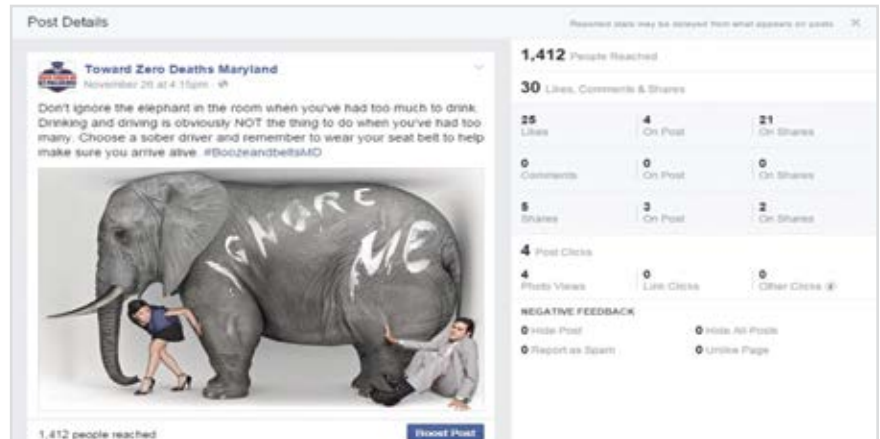 Post Details
Reported stats may be delayed from what appears on posts
Toward Zero Deaths Maryland
November 26 at 4:15pm
Don't ignore the elephant in the room when you've had too much to drink.
Drinking and driving is obviously NOT the thing to do when you've had too
many. Choose a sober driver and remember to wear your seat belt to help
make sure you arrive alive. #BoozeandbeltsMD
IGNORE
ME
1,412 people reached
Boost Post
1,412 People Reached
30 Likes, Comments & Shares
25 4 21
Likes On Post On Shares
0 0 0
Comments On Post On Shares
5 3 2
Shares On Post On Shares
4 Post Clicks
4 0 0
Photo Views Link Clicks Other Clicks
NEGATIVE FEEDBACK
0 Hide Post 0 Hide All Posts
0 Report as Spam 0 Unlike Page